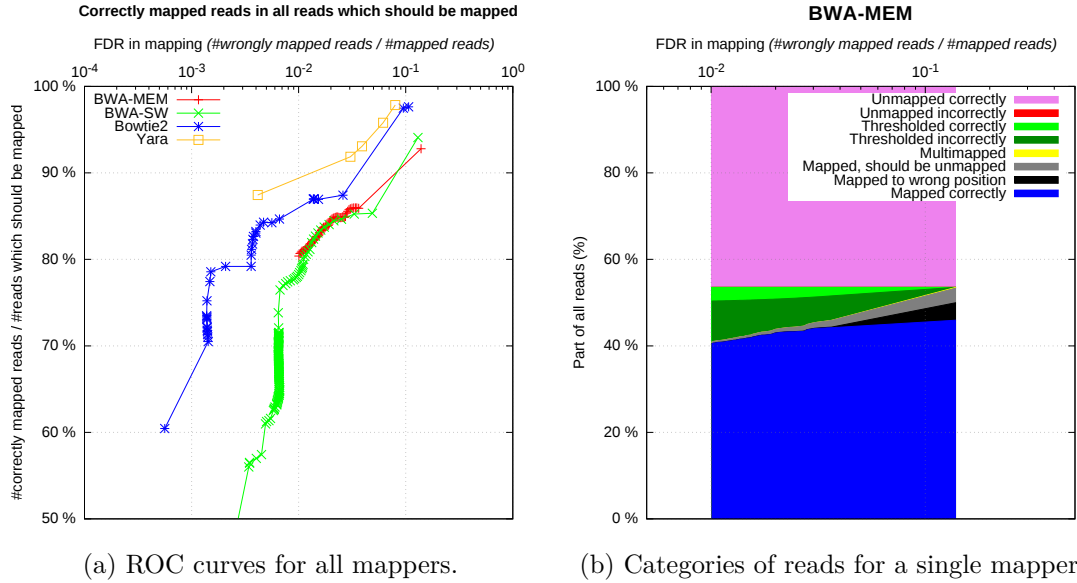 Correctly mapped reads in all reads which should be mapped
FDR in mapping (#wrongly mapped reads / #mapped reads)
10-4 10-3 10-2 10-1 100
#correctly mapped reads / #reads which should be mapped
100 %
90 %
80 %
70 %
60 %
50 %
BWA-MEM
BWA-SW
Bowtie2
Yara
(a) ROC curves for all mappers.
BWA-MEM
FDR in mapping (#wrongly mapped reads / #mapped reads)
10-2 10-1
Part of all reads (%)
100 %
80 %
60 %
40 %
20 %
0 %
Unmapped correctly
Unmapped incorrectly
Thresholded correctly
Thresholded incorrectly
Multimapped
Mapped, should be unmapped
Mapped to wrong position
Mapped correctly
(b) Categories of reads for a single mapper